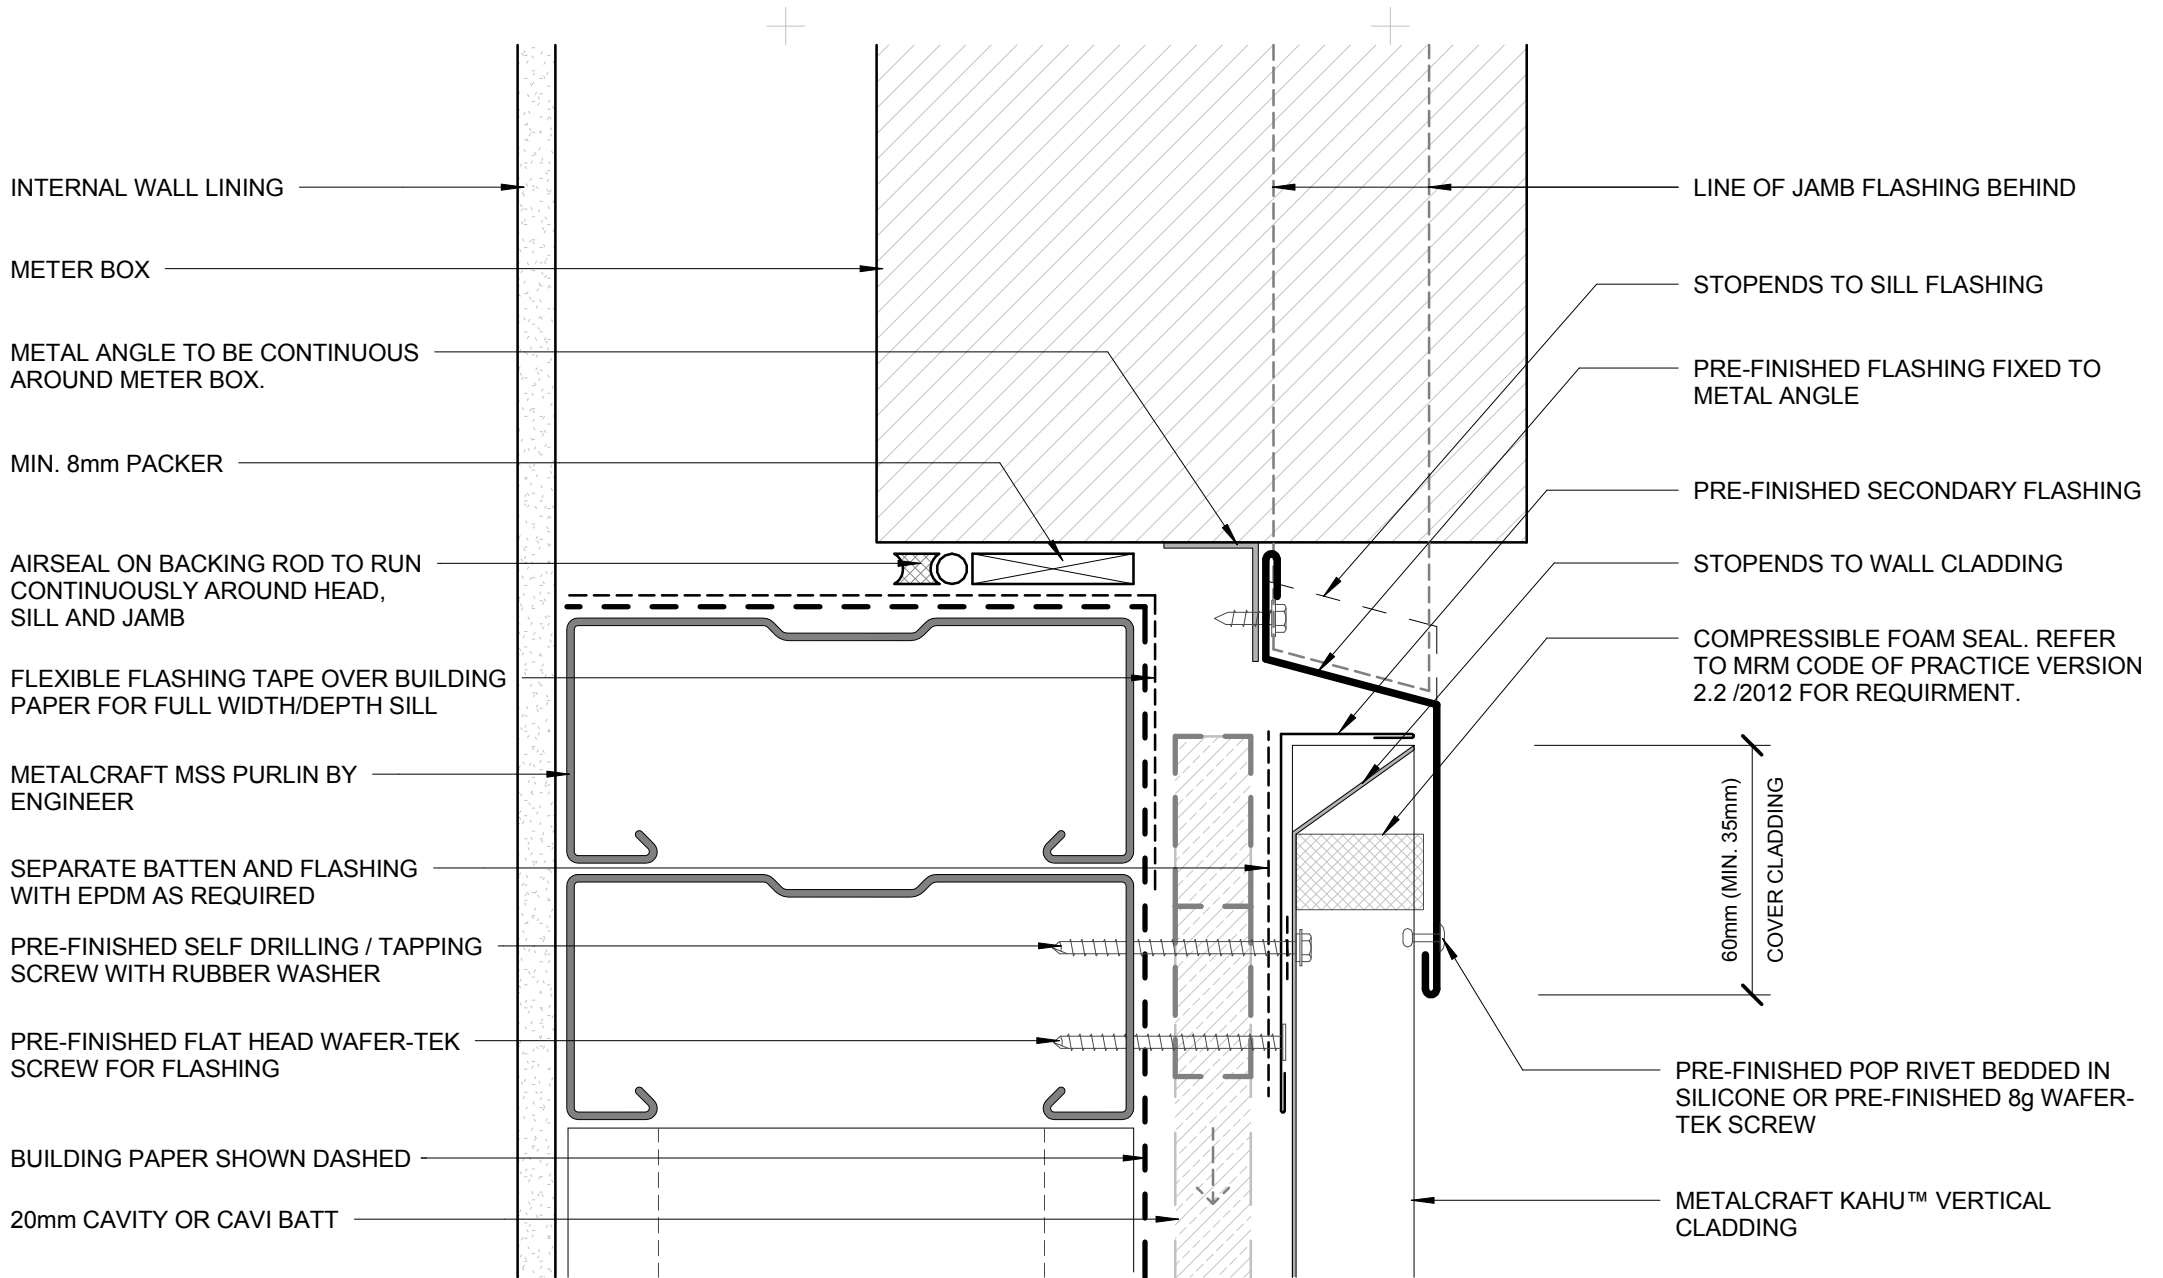 INTERNAL WALL LINING
METER BOX
METAL ANGLE TO BE CONTINUOUS
AROUND METER BOX.
MIN. 8mm PACKER
AIRSEAL ON BACKING ROD TO RUN
CONTINUOUSLY AROUND HEAD,
SILL AND JAMB
FLEXIBLE FLASHING TAPE OVER BUILDING
PAPER FOR FULL WIDTH/DEPTH SILL
METALCRAFT MSS PURLIN BY
ENGINEER
SEPARATE BATTEN AND FLASHING
WITH EPDM AS REQUIRED
PRE-FINISHED SELF DRILLING / TAPPING
SCREW WITH RUBBER WASHER
PRE-FINISHED FLAT HEAD WAFER-TEK
SCREW FOR FLASHING
BUILDING PAPER SHOWN DASHED
20mm CAVITY OR CAVI BATT
LINE OF JAMB FLASHING BEHIND
STOPENDS TO SILL FLASHING
PRE-FINISHED FLASHING FIXED TO
METAL ANGLE
PRE-FINISHED SECONDARY FLASHING
STOPENDS TO WALL CLADDING
COMPRESSIBLE FOAM SEAL. REFER
TO MRM CODE OF PRACTICE VERSION
2.2 /2012 FOR REQUIRMENT.
60mm (MIN. 35mm)
COVER CLADDING
PRE-FINISHED POP RIVET BEDDED IN
SILICONE OR PRE-FINISHED 8g WAFER-
TEK SCREW
METALCRAFT KAHU™ VERTICAL
CLADDING